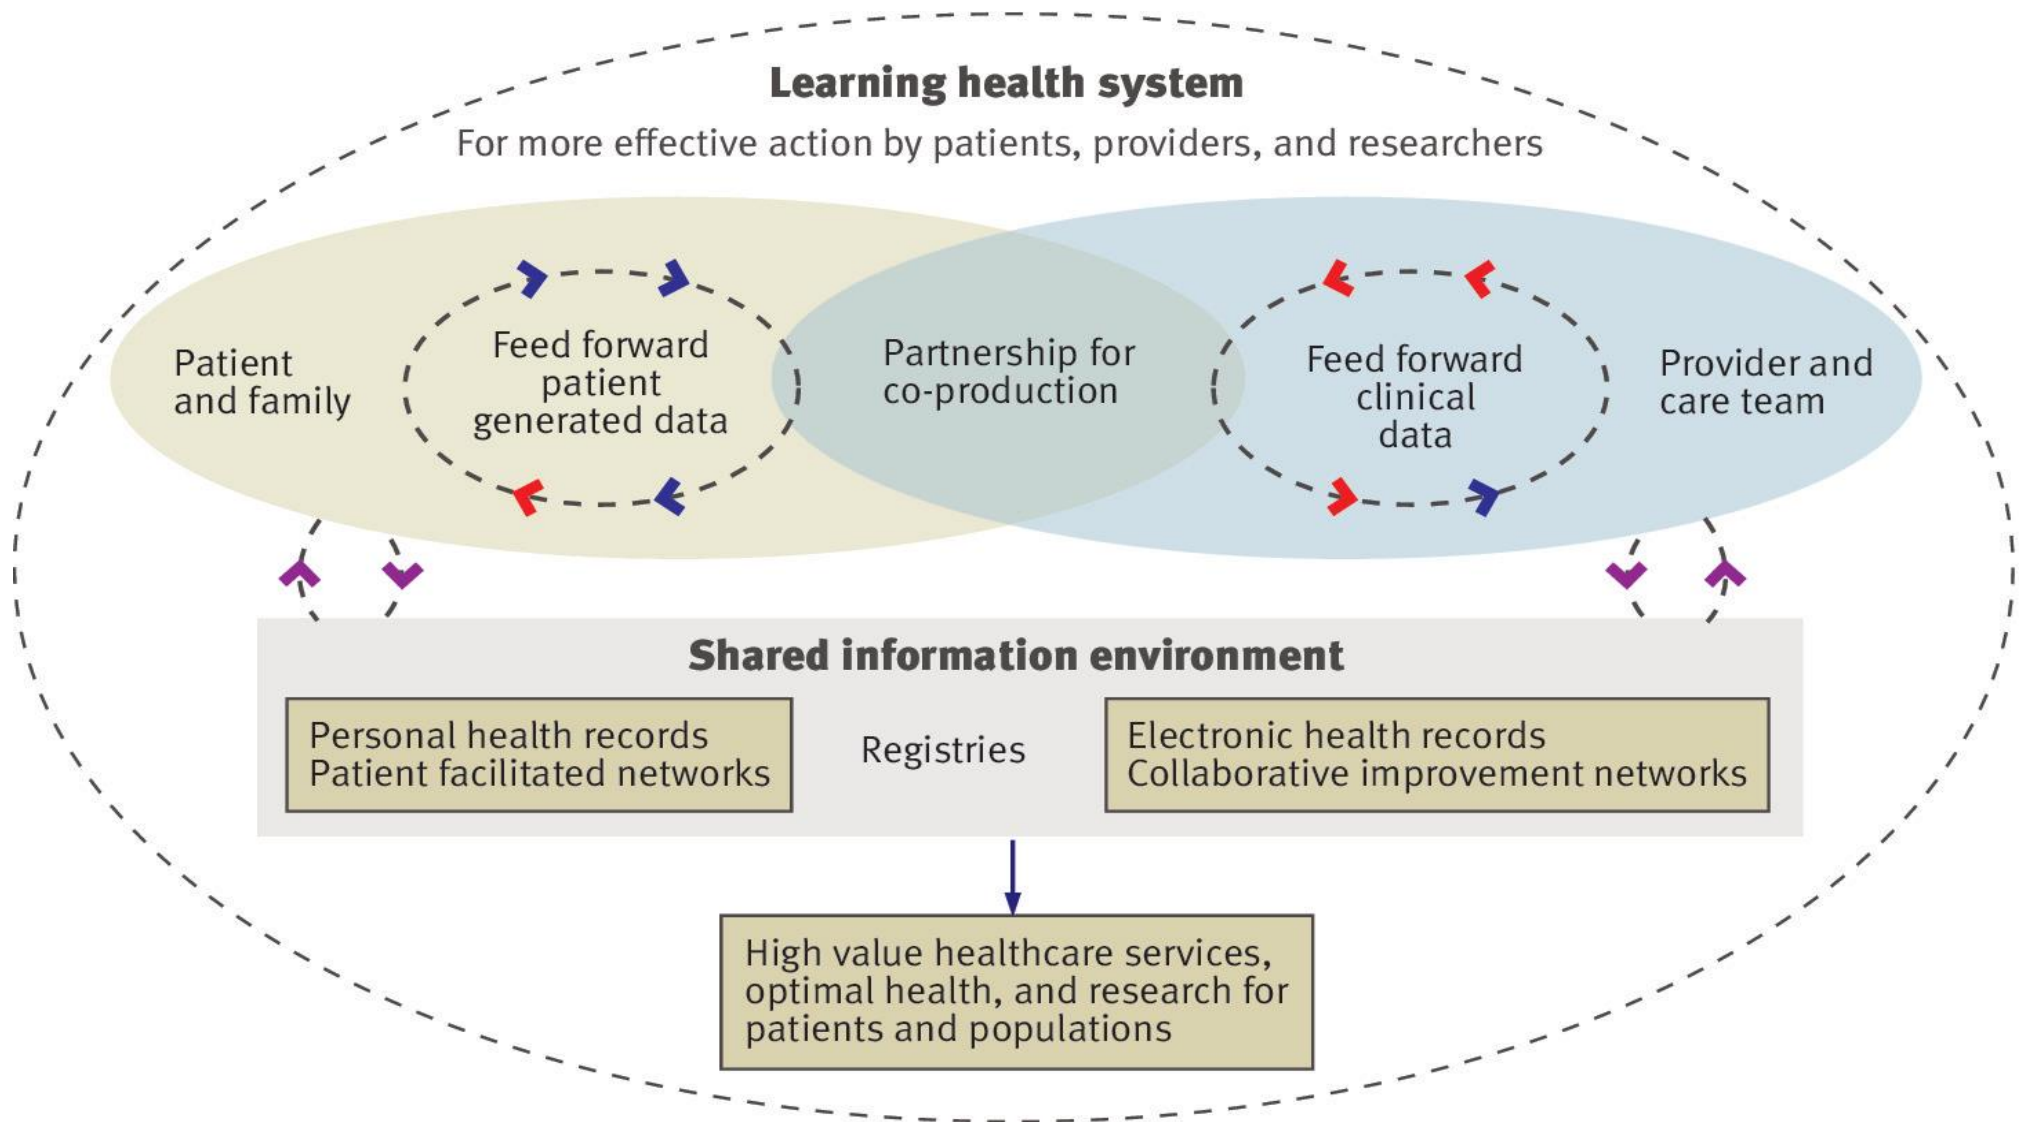 Learning health system
For more effective action by patients, providers, and researchers
Patient
and family
Feed forward
patient
generated data
Partnership for
co-production
Feed forward
clinical
data
Provider and
care team
Shared information environment
Personal health records
Patient facilitated networks
Registries
Electronic health records
Collaborative improvement networks
High value healthcare services,
optimal health, and research for
patients and populations